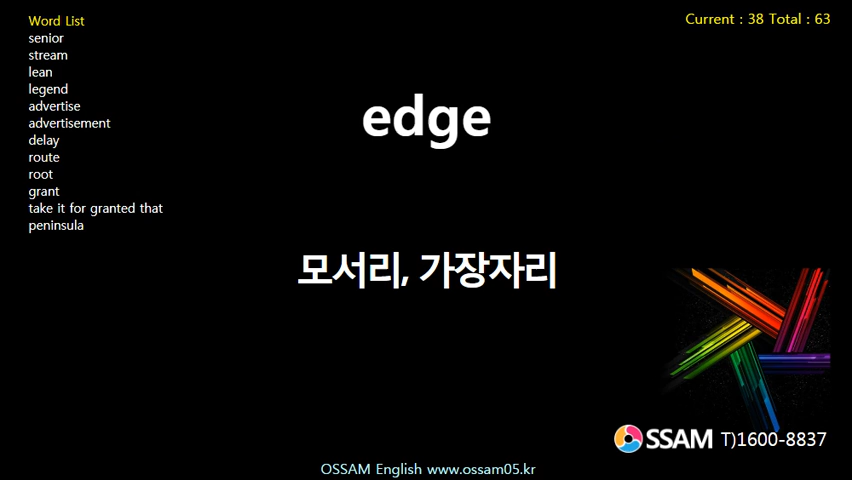 Word List
senior
stream
lean
legend
advertise
advertisement
delay
route
root
grant
take it for granted that
peninsula
Current : 38 Total : 63
edge
모서리, 가장자리
OSSAM T)1600-8837
OSSAM English www.ossam05.kr